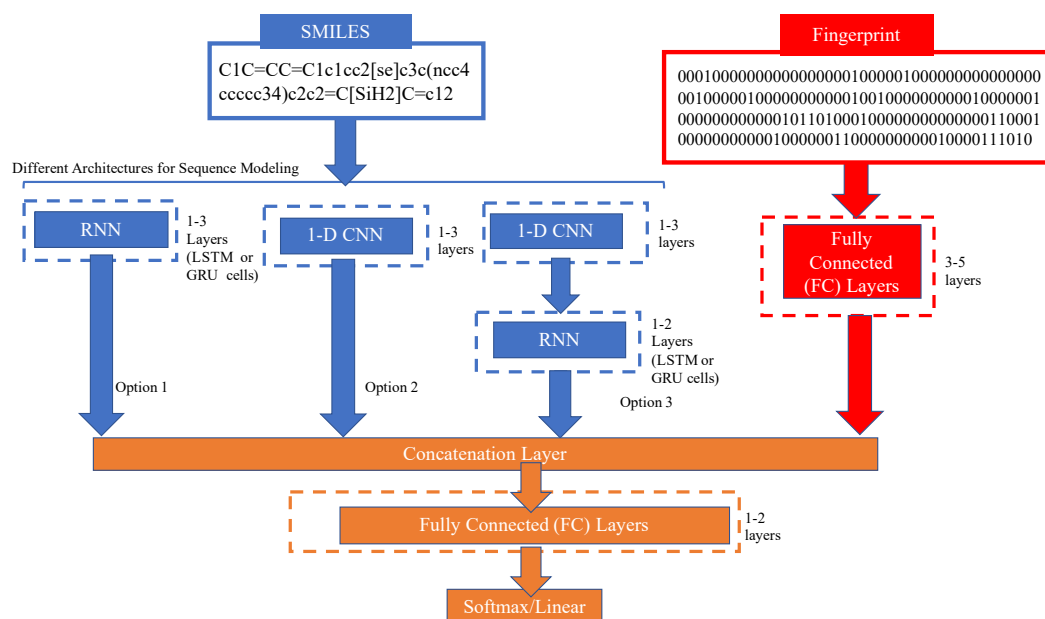 SMILES
C1C=CC=C1c1cc2[se]c3c(ncc4
ccccc34)c2c2=C[SiH2]C=c12
Fingerprint
000100000000000000010000010000000000000000
001000001000000000001001000000000010000001
000000000000101101000100000000000000110001
00000000000100000011000000000010000111010
Different Architectures for Sequence Modeling
RNN
1-3
Layers
(LSTM or
GRU cells)
1-D CNN
1-3
layers
1-D CNN
1-3
layers
RNN
1-2
Layers
(LSTM or
GRU cells)
Fully
Connected
(FC) Layers
3-5
layers
Option 1
Option 2
Option 3
Concatenation Layer
Fully Connected (FC) Layers
1-2
layers
Softmax/Linear